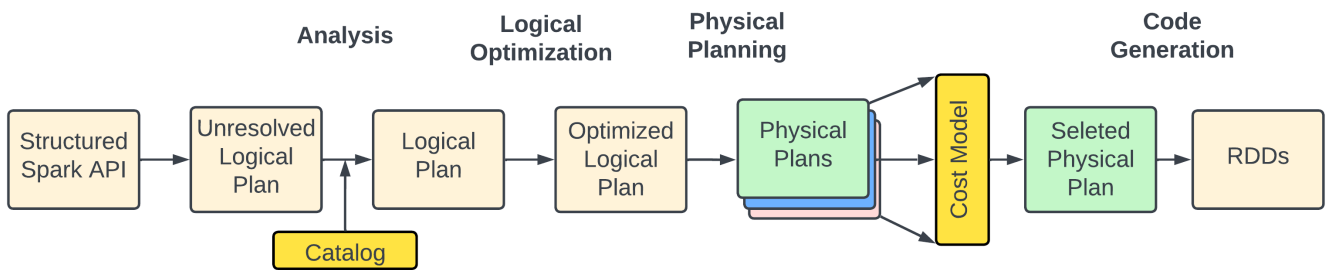 Analysis
Logical
Optimization
Physical
Planning
Code
Generation
Structured
Spark API
Unresolved
Logical
Plan
Logical
Plan
Optimized
Logical
Plan
Physical
Plans
Cost Model
Seleted
Physical
Plan
RDDs
Catalog